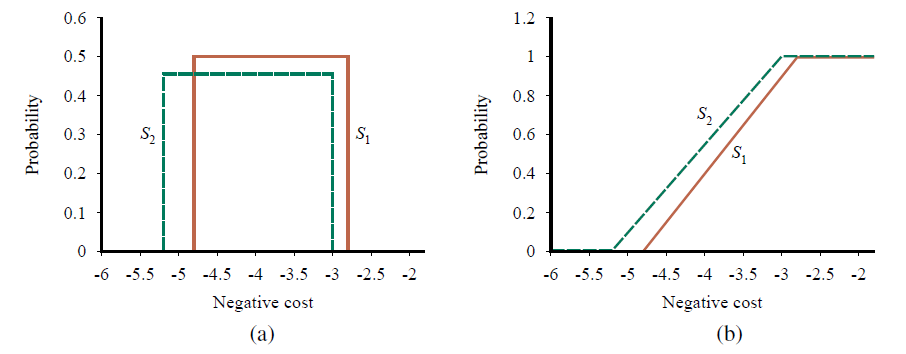 0.6
0.5
0.4
0.3
0.2
0.1
0
Probability
S2
S1
-6 -5.5 -5 -4.5 -4 -3.5 -3 -2.5 -2
Negative cost
(a)
1.2
1
0.8
0.6
0.4
0.2
0
Probability
S2
S1
-6 -5.5 -5 -4.5 -4 -3.5 -3 -2.5 -2
Negative cost
(b)